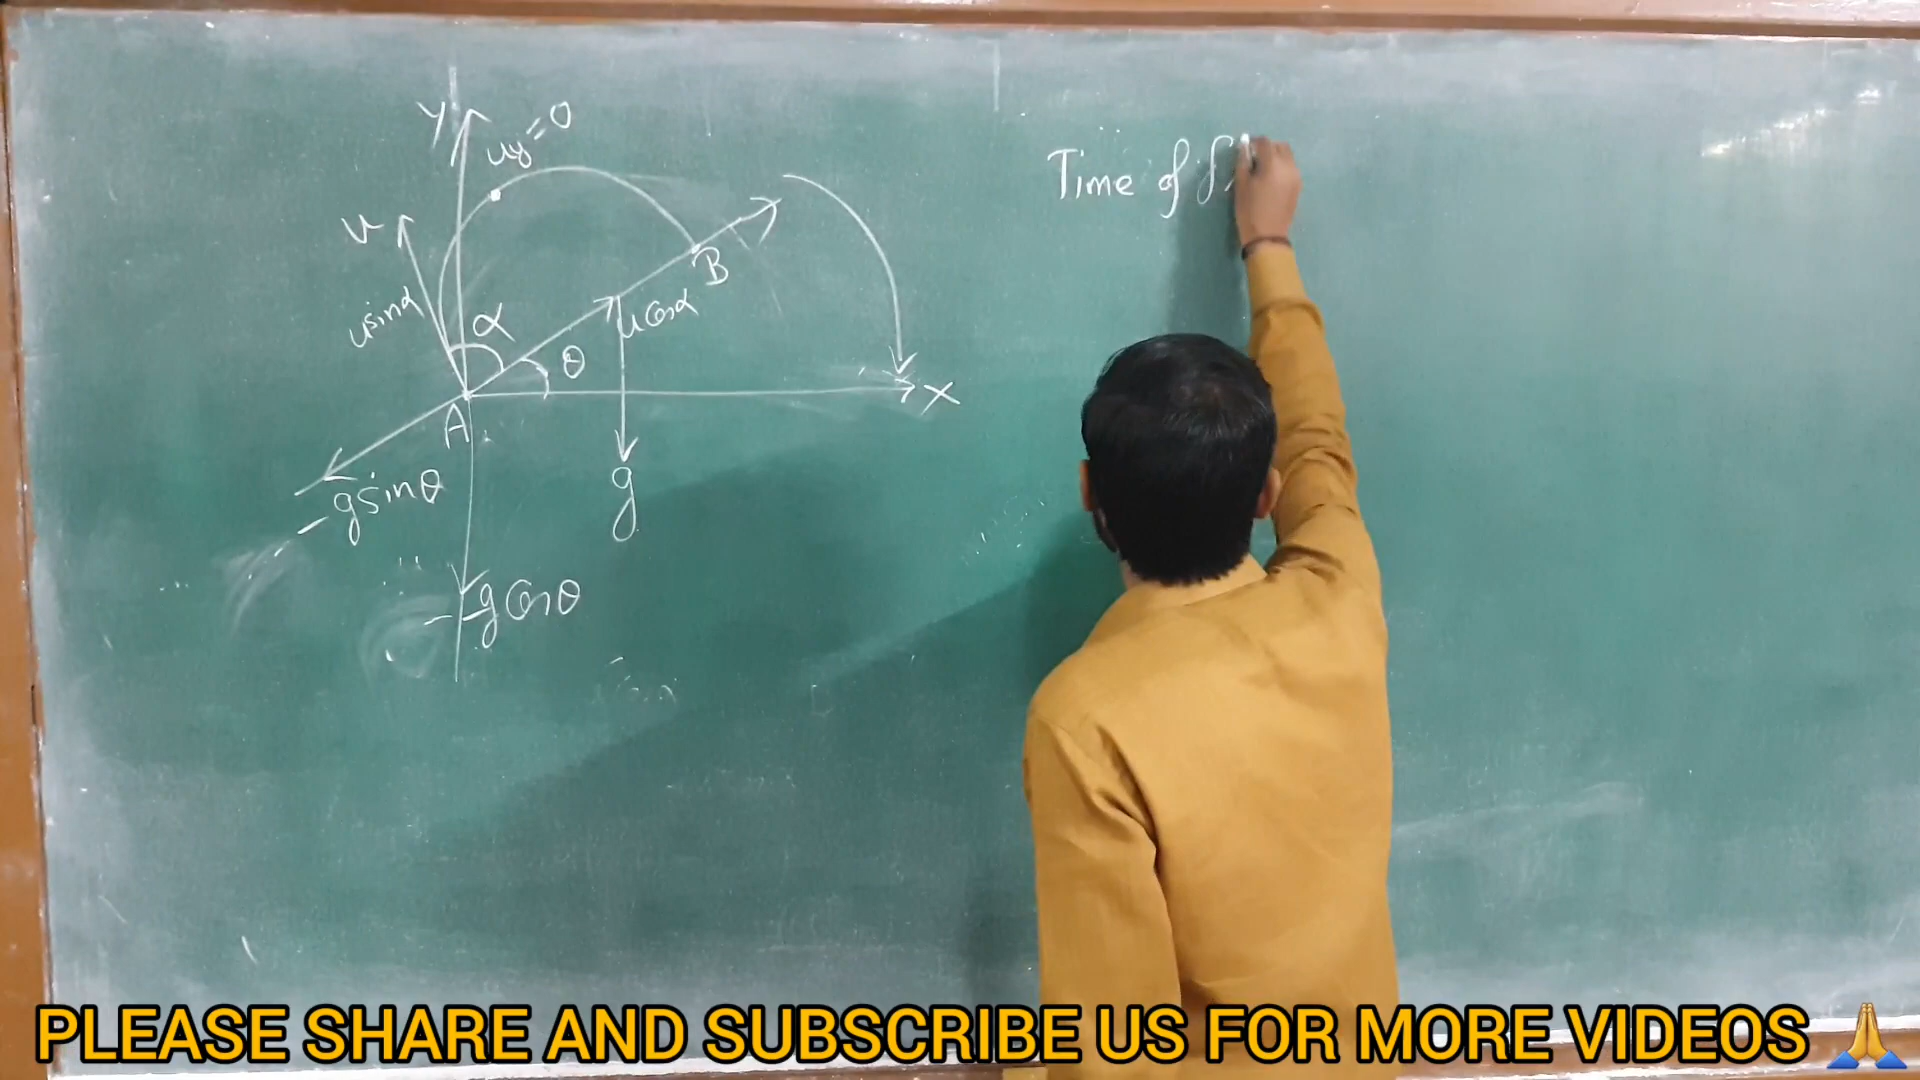 y
uy=0
u
usinα
α
θ
ucosα
B
X
A
g
-gsinθ
-gcosθ
Time of
PLEASE SHARE AND SUBSCRIBE US FOR MORE VIDEOS 🙏